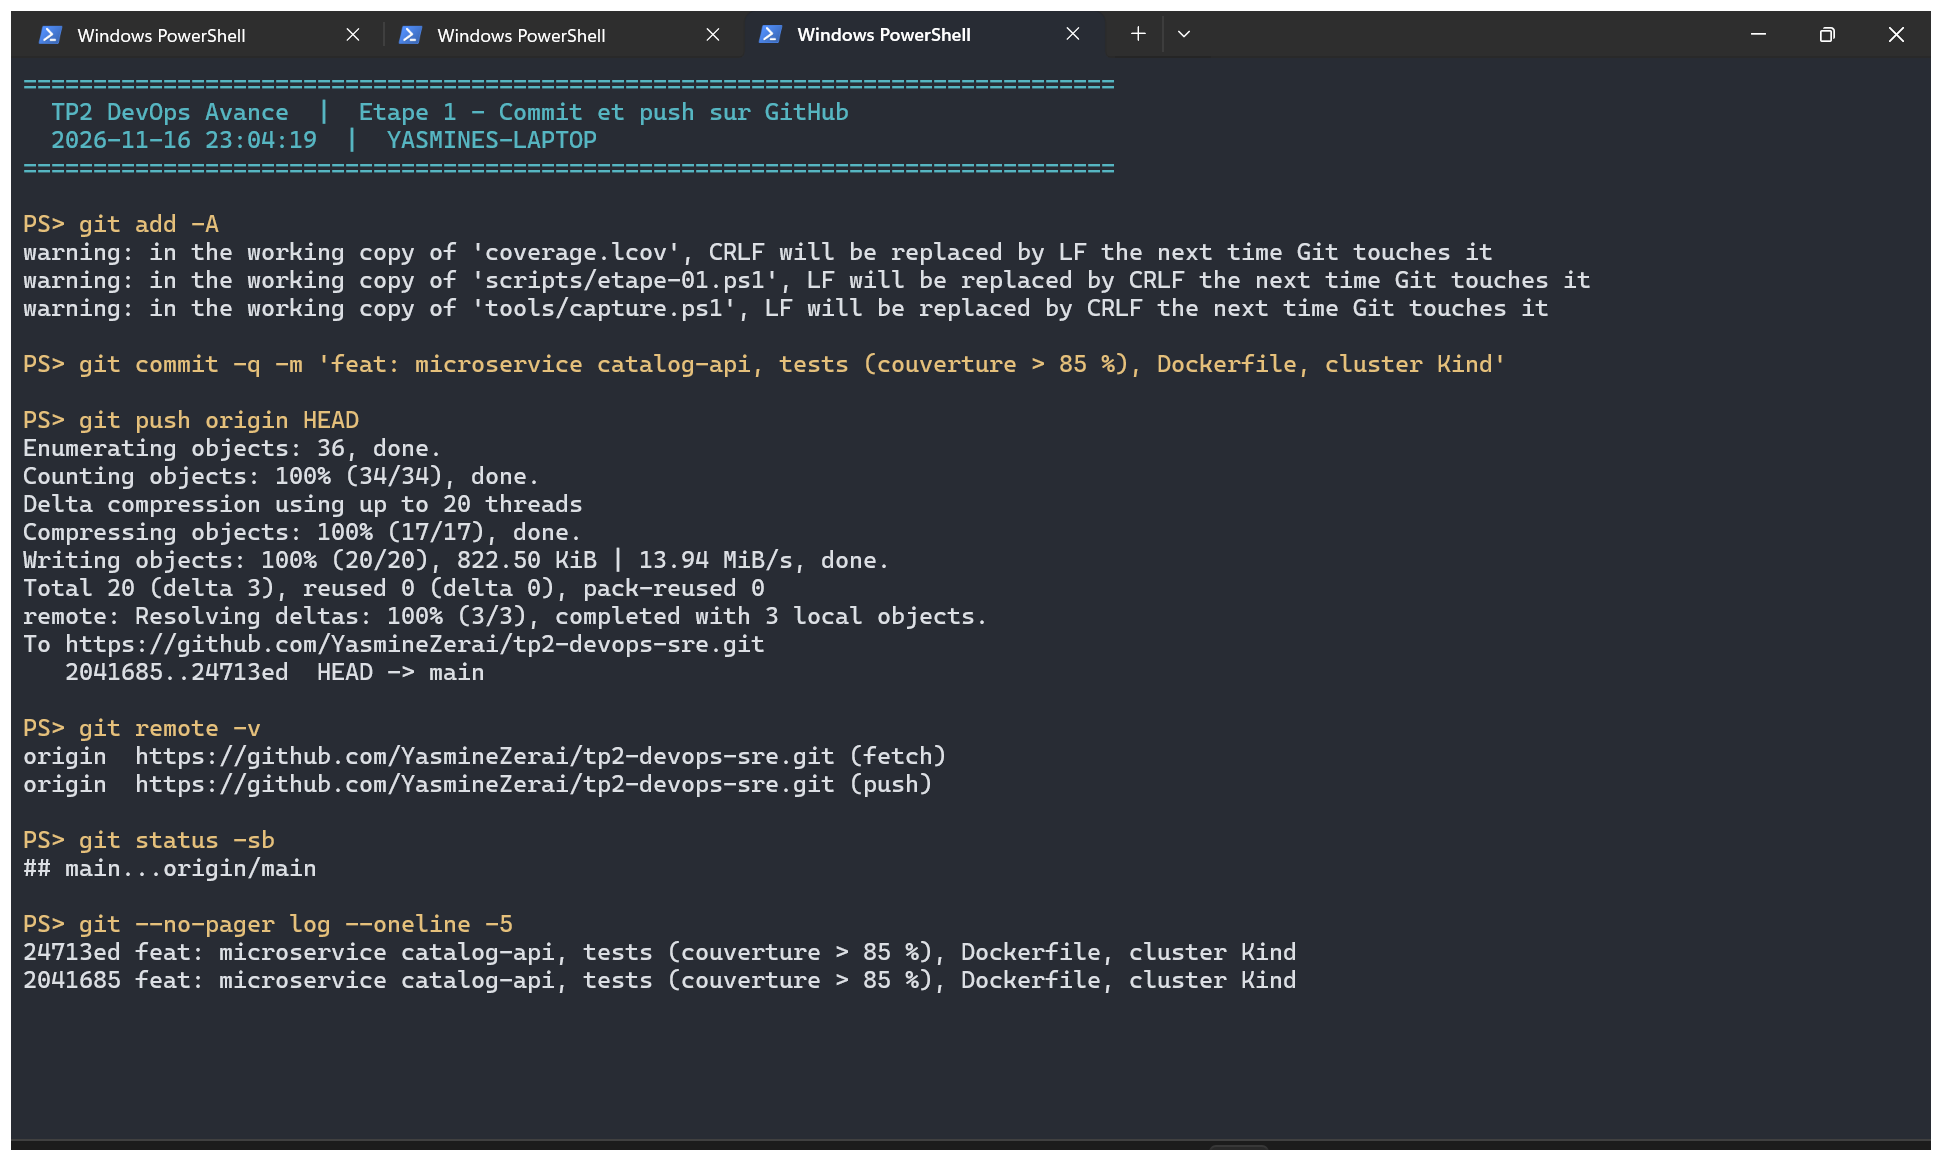 Windows PowerShell
Windows PowerShell
Windows PowerShell
==============================================================================
TP2 DevOps Avance | Etape 1 - Commit et push sur GitHub
2026-11-16 23:04:19 | YASMINES-LAPTOP
==============================================================================
PS> git add -A
warning: in the working copy of 'coverage.lcov', CRLF will be replaced by LF the next time Git touches it
warning: in the working copy of 'scripts/etape-01.ps1', LF will be replaced by CRLF the next time Git touches it
warning: in the working copy of 'tools/capture.ps1', LF will be replaced by CRLF the next time Git touches it
PS> git commit -q -m 'feat: microservice catalog-api, tests (couverture > 85 %), Dockerfile, cluster Kind'
PS> git push origin HEAD
Enumerating objects: 36, done.
Counting objects: 100% (34/34), done.
Delta compression using up to 20 threads
Compressing objects: 100% (17/17), done.
Writing objects: 100% (20/20), 822.50 KiB | 13.94 MiB/s, done.
Total 20 (delta 3), reused 0 (delta 0), pack-reused 0
remote: Resolving deltas: 100% (3/3), completed with 3 local objects.
To https://github.com/YasmineZerai/tp2-devops-sre.git
   2041685..24713ed  HEAD -> main
PS> git remote -v
origin  https://github.com/YasmineZerai/tp2-devops-sre.git (fetch)
origin  https://github.com/YasmineZerai/tp2-devops-sre.git (push)
PS> git status -sb
## main...origin/main
PS> git --no-pager log --oneline -5
24713ed feat: microservice catalog-api, tests (couverture > 85 %), Dockerfile, cluster Kind
2041685 feat: microservice catalog-api, tests (couverture > 85 %), Dockerfile, cluster Kind